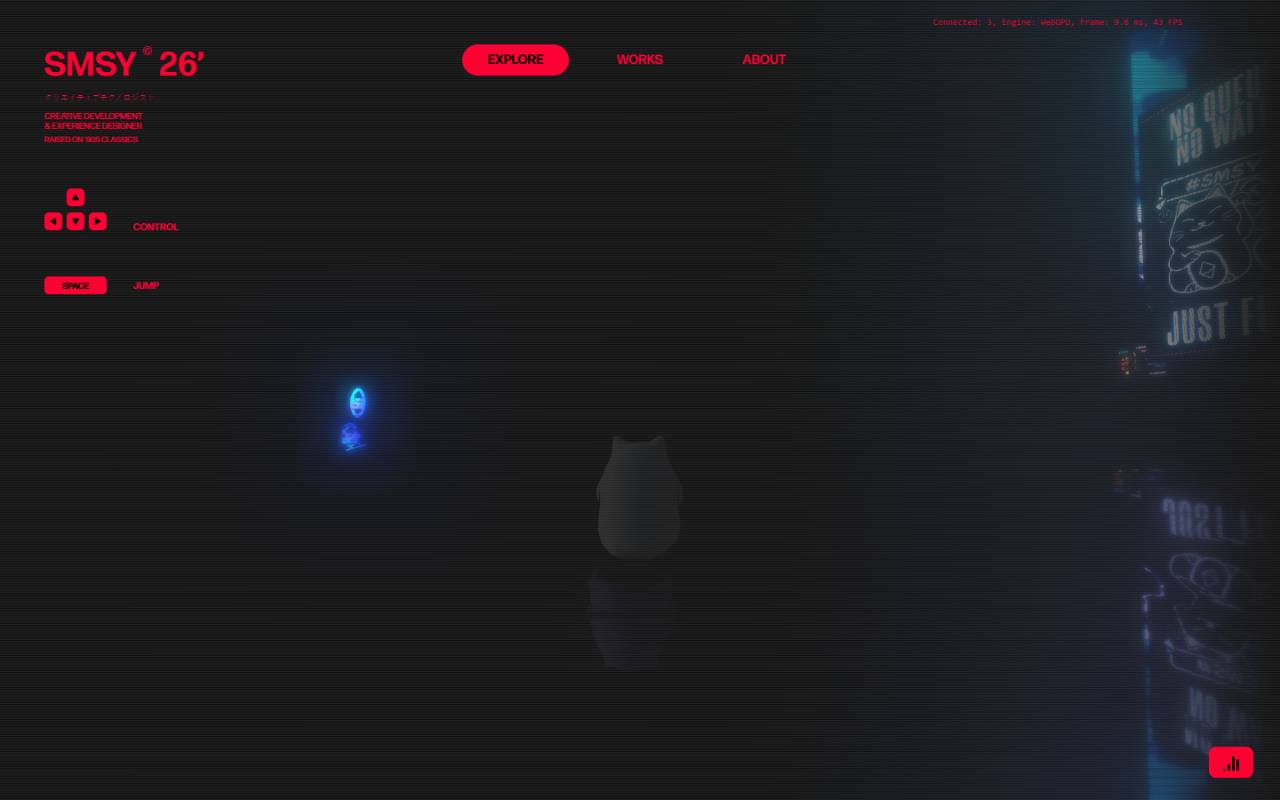 Connected: 3, Engine: WebGPU, Frame: 9.6 ms, 43 FPS
SMSY © 26’
EXPLORE
WORKS
ABOUT
クリエイティブテクノロジスト
CREATIVE DEVELOPMENT
& EXPERIENCE DESIGNER
RAISED ON '90S CLASSICS
CONTROL
SPACE
JUMP
NO QUEU
NO WAI
#SMSY
JUST F